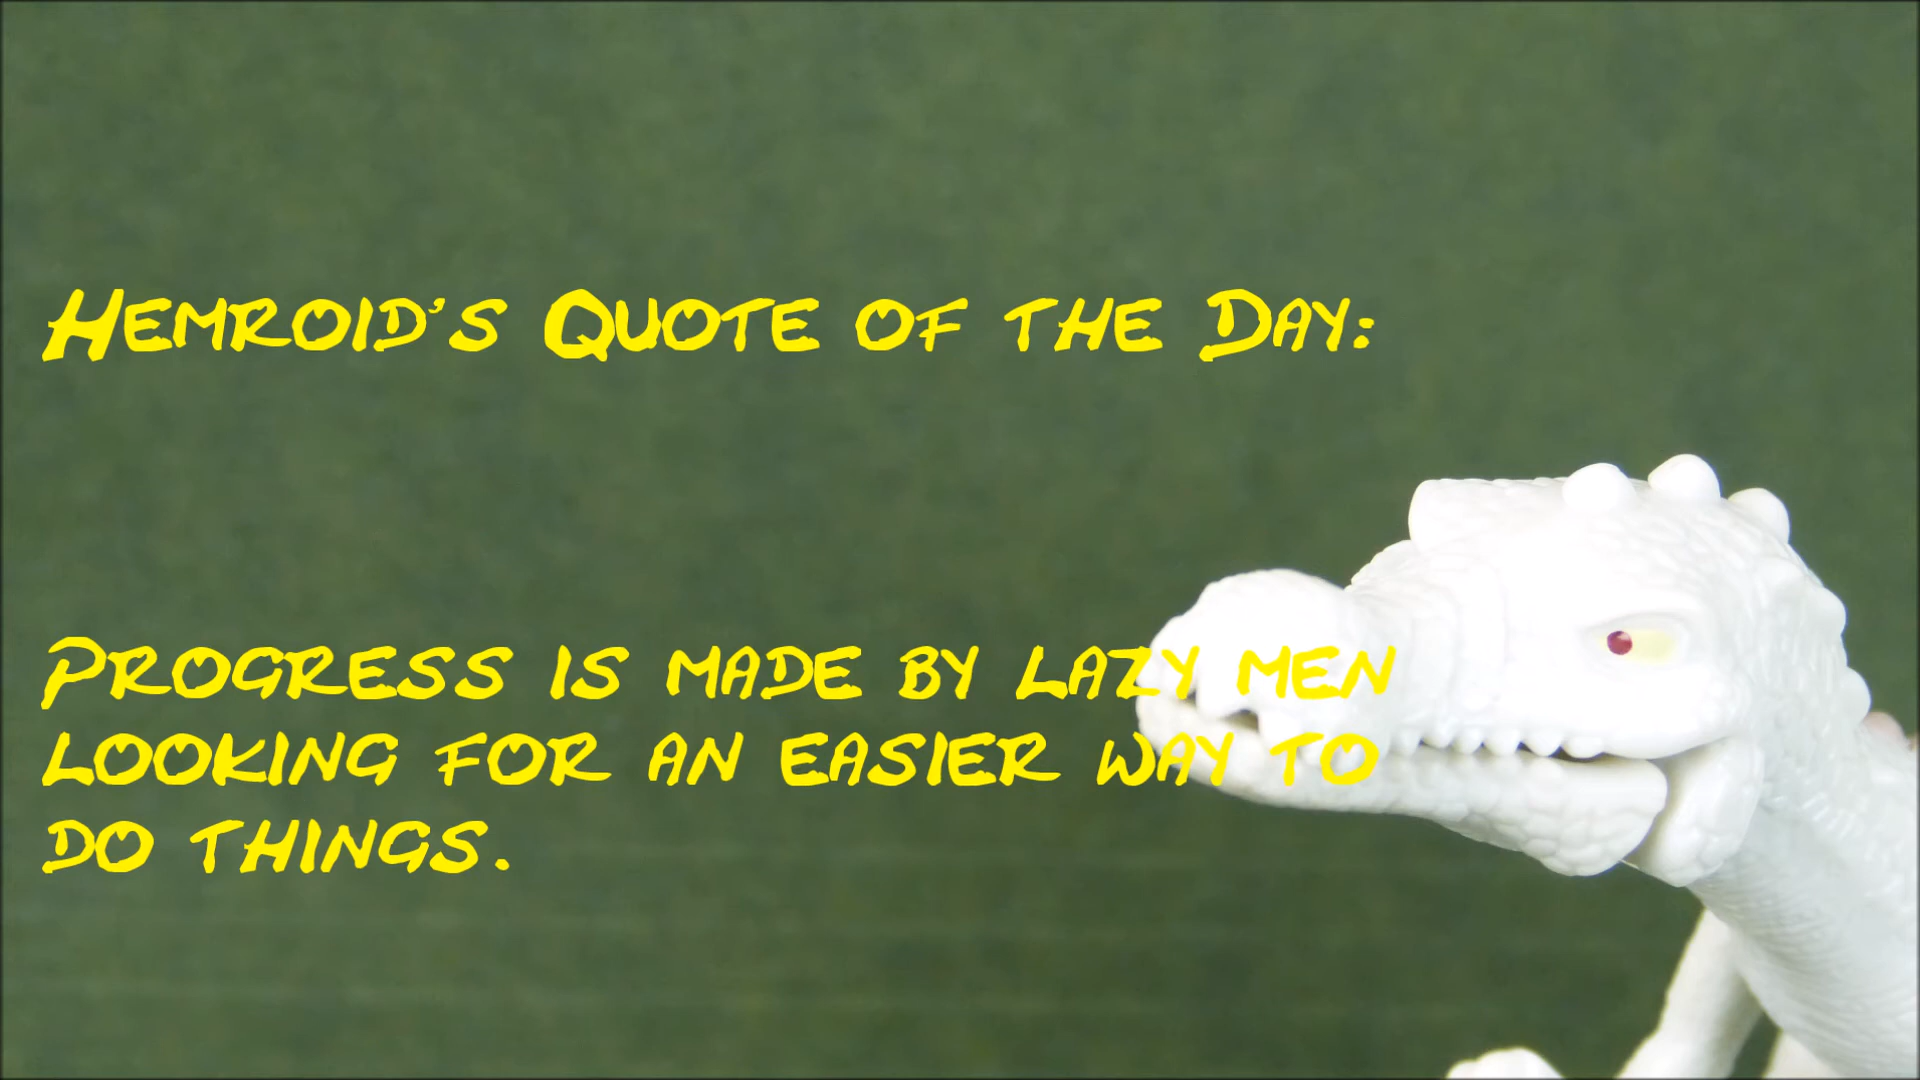 Hemroid's Quote of the Day:
Progress is made by lazy men
looking for an easier way to
do things.